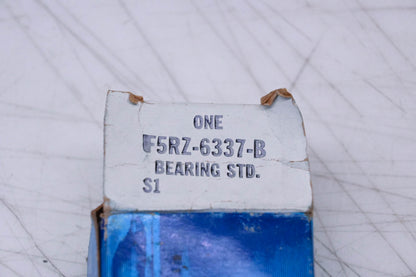 ONE
F5RZ-6337-B
BEARING STD.
S1